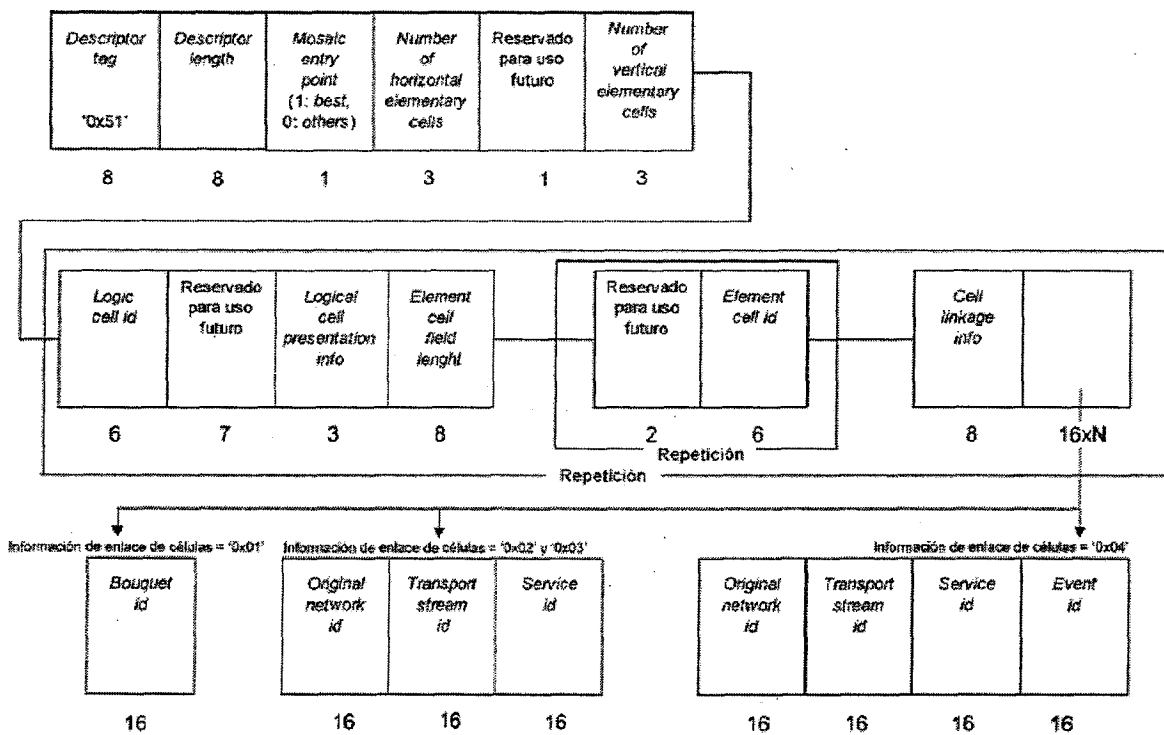 Descriptor tag
'0x51'
Descriptor length
Mosaic entry point (1: best, 0: others)
Number of horizontal elementary cells
Reservado para uso futuro
Number of vertical elementary cells
8 8 1 3 1 3
Logic cell id
Reservado para uso futuro
Logical cell presentation info
Element cell field lenght
Reservado para uso futuro
Element cell id
Cell linkage info
6 7 3 8 2 6 8 16xN
Repetición
Repetición
Información de enlace de células = '0x01'
Información de enlace de células = '0x02' y '0x03'
Información de enlace de células = '0x04'
Bouquet id
Original network id
Transport stream id
Service id
Original network id
Transport stream id
Service id
Event id
16 16 16 16 16 16 16 16